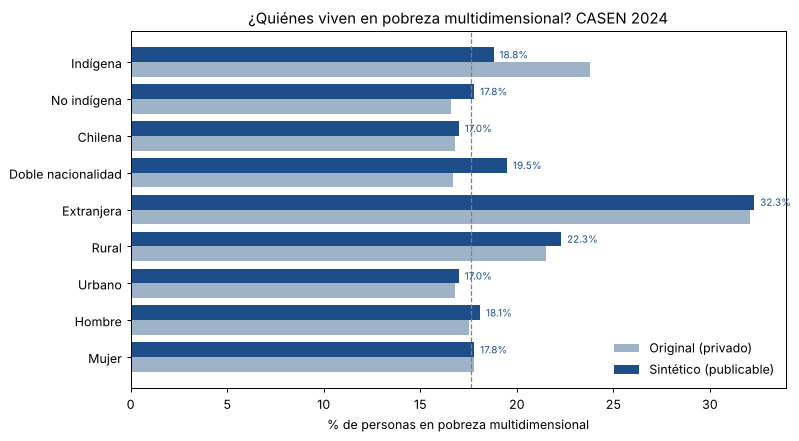 ¿Quiénes viven en pobreza multidimensional? CASEN 2024
Indígena
18.8%
No indígena
17.8%
Chilena
17.0%
Doble nacionalidad
19.5%
Extranjera
32.3%
Rural
22.3%
Urbano
17.0%
Hombre
18.1%
Mujer
17.8%
Original (privado)
Sintético (publicable)
0 5 10 15 20 25 30
% de personas en pobreza multidimensional